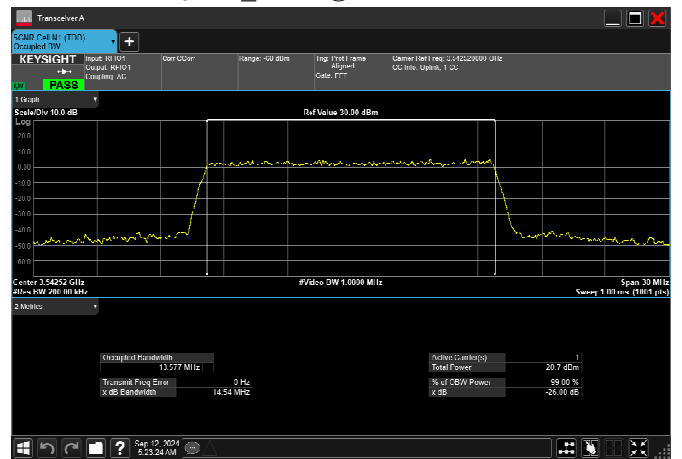 Transceiver A
5GNR Cell N1 (TDD)
Occupied BW
+
KEYSIGHT
PASS
Input: RFIO1
Output: RFIO1
Coupling: AC
Corr CCorr
Range: -60 dBm
Trig: Prot Frame
Aligned
Gate: FFT
Carrier Ref Freq: 3.542520000 GHz
CC Info: Uplink, 1 CC
1 Graph
Scale/Div 10.0 dB
Ref Value 30.00 dBm
Log
20.0
10.0
0.00
-10.0
-20.0
-30.0
-40.0
-50.0
-60.0
Center 3.54252 GHz
#Video BW 1.0000 MHz
Span 30 MHz
#Res BW 200.00 kHz
Sweep 1.00 ms (1001 pts)
2 Metrics
Occupied Bandwidth
13.577 MHz
Transmit Freq Error 0 Hz
x dB Bandwidth 14.54 MHz
Active Carrier(s) 1
Total Power 20.7 dBm
% of OBW Power 99.00 %
x dB -26.00 dB
?
Sep 12, 2024
5:23:24 AM